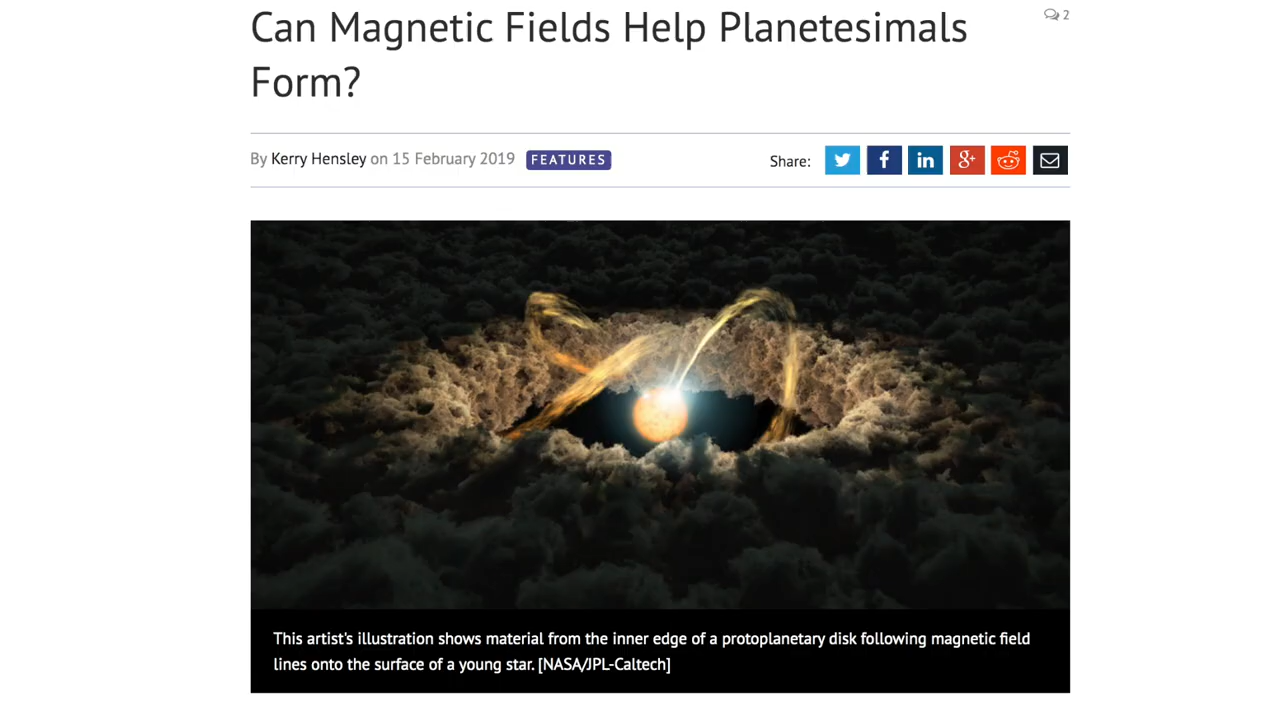 Can Magnetic Fields Help Planetesimals
Form?
2
By Kerry Hensley on 15 February 2019 FEATURES
Share:
This artist's illustration shows material from the inner edge of a protoplanetary disk following magnetic field
lines onto the surface of a young star. [NASA/JPL-Caltech]